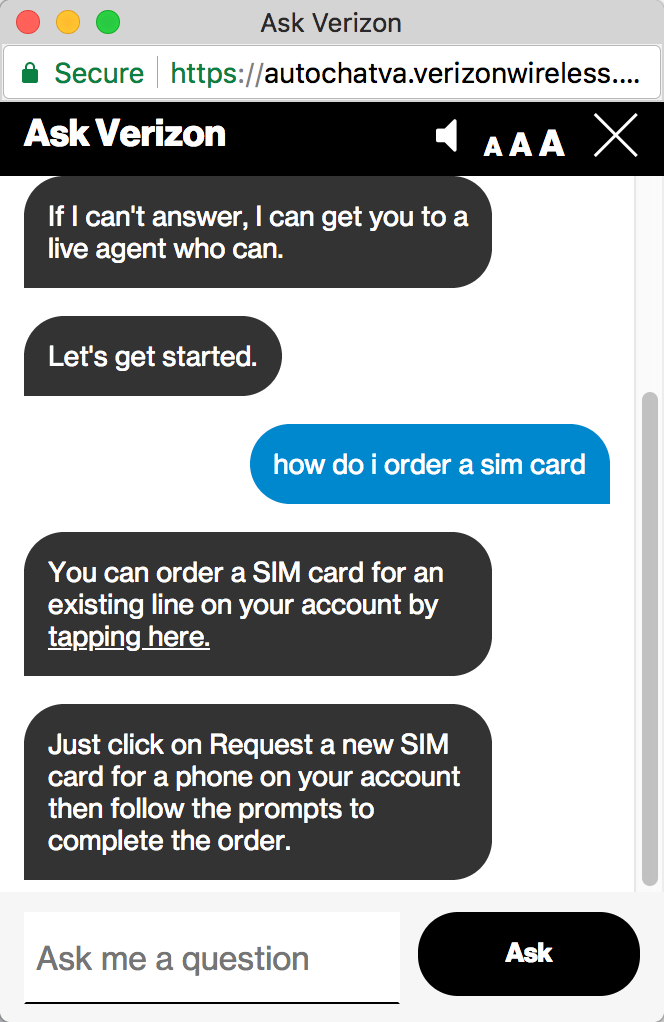 Ask Verizon
Secure https://autochatva.verizonwireless....
Ask Verizon
A A A
If I can't answer, I can get you to a
live agent who can.
Let's get started.
how do i order a sim card
You can order a SIM card for an
existing line on your account by
tapping here.
Just click on Request a new SIM
card for a phone on your account
then follow the prompts to
complete the order.
Ask me a question
Ask